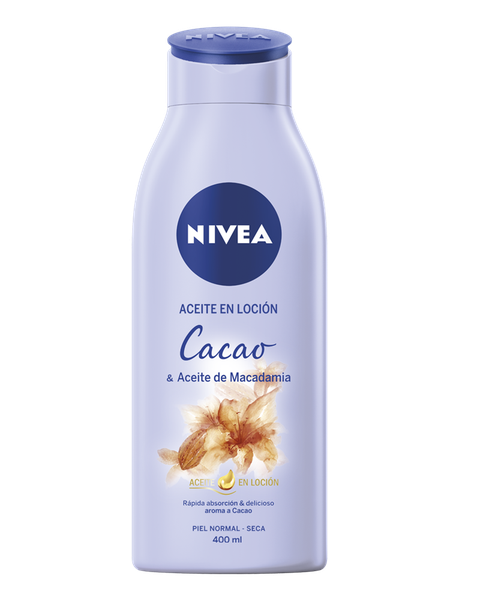 NIVEA
NIVEA
ACEITE EN LOCIÓN
Cacao
& Aceite de Macadamia
ACEITE EN LOCIÓN
Rápida absorción & delicioso
aroma a Cacao
PIEL NORMAL - SECA
400 ml